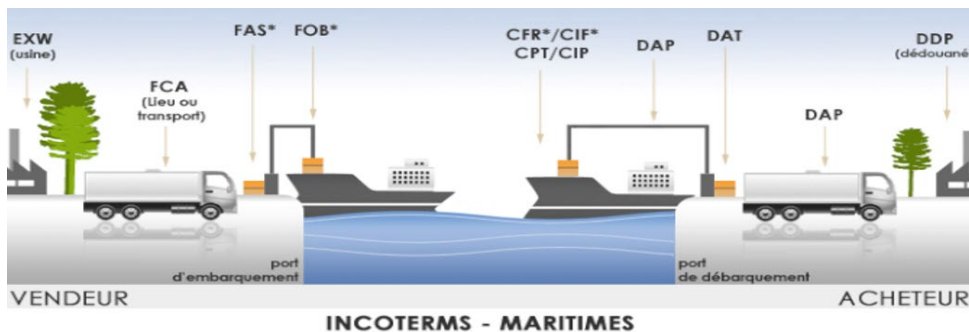 EXW
(usine)
FCA
(Lieu ou
transport)
FAS*
FOB*
CFR*/CIF*
CPT/CIP
DAP
DAT
DAP
DDP
(dédouané)
port
d'embarquement
port
de débarquement
VENDEUR
ACHETEUR
INCOTERMS - MARITIMES